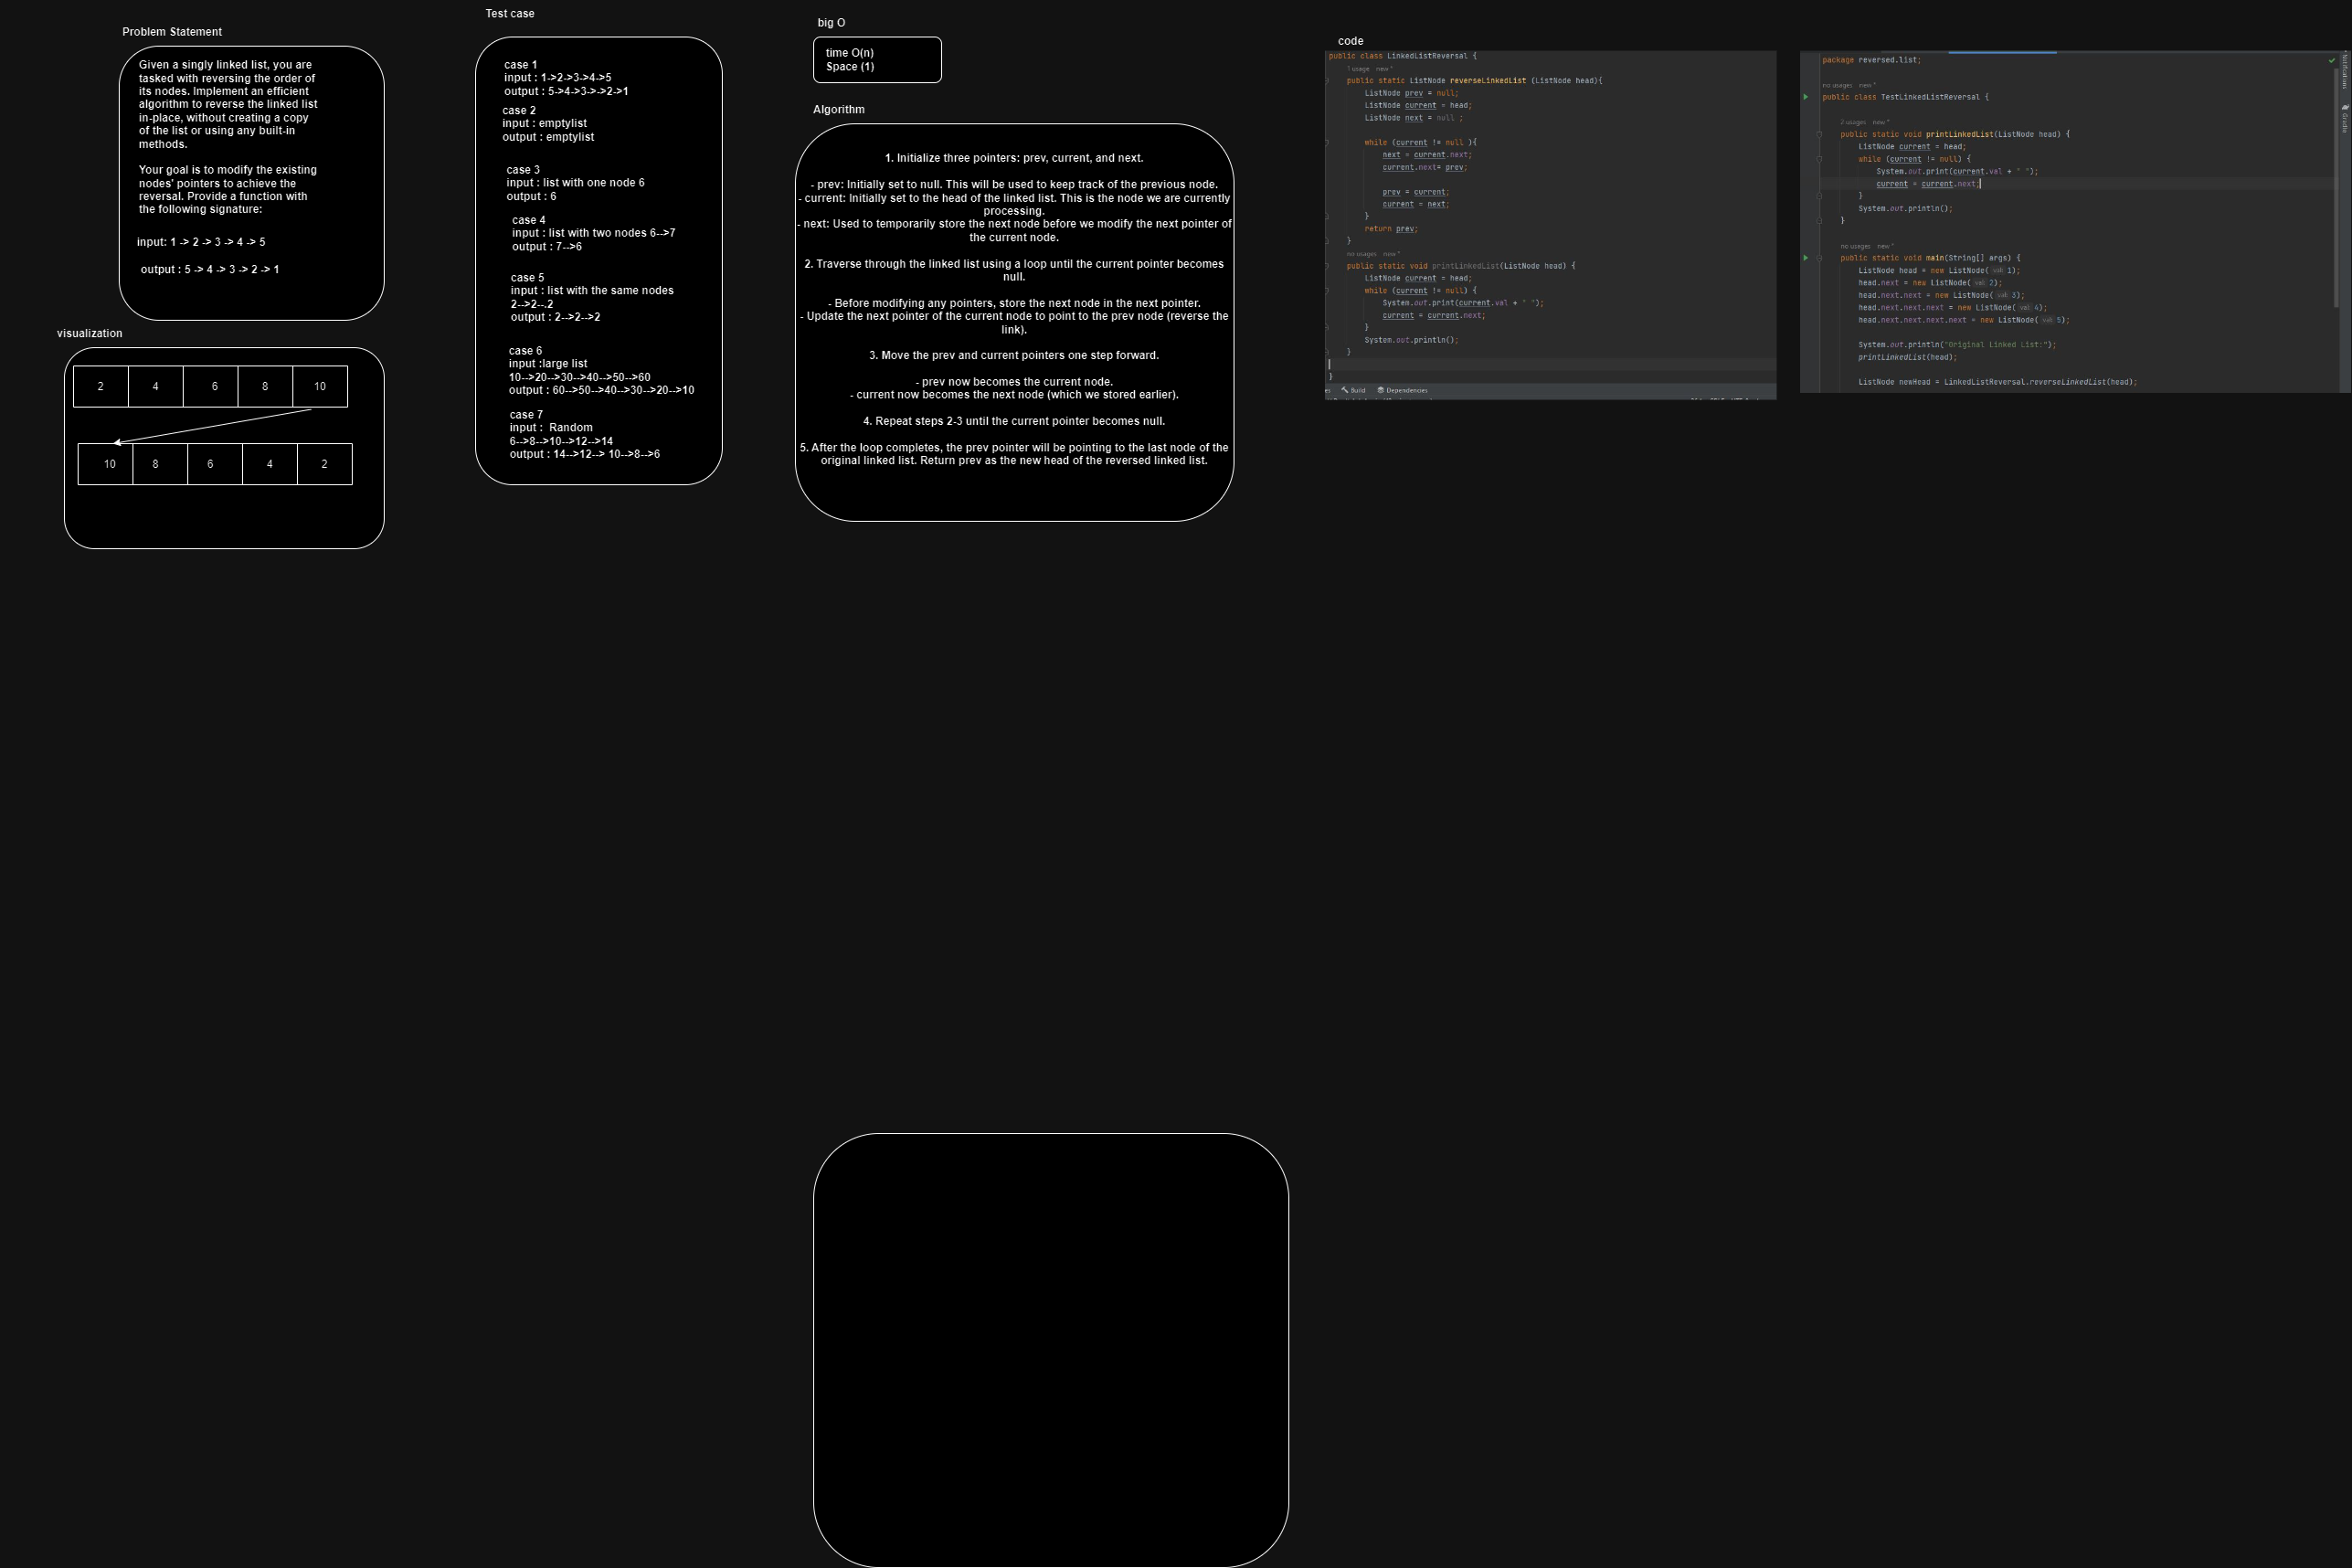 Problem Statement
Given a singly linked list, you are
tasked with reversing the order of
its nodes. Implement an efficient
algorithm to reverse the linked list
in-place, without creating a copy
of the list or using any built-in
methods.
Your goal is to modify the existing
nodes' pointers to achieve the
reversal. Provide a function with
the following signature:
input: 1 -> 2 -> 3 -> 4 -> 5
output : 5 -> 4 -> 3 -> 2 -> 1
visualization
2 4 6 8 10
10 8 6 4 2
Test case
case 1
input : 1->2->3->4->5
output : 5->4->3->->2->1
case 2
input : emptylist
output : emptylist
case 3
input : list with one node 6
output : 6
case 4
input : list with two nodes 6-->7
output : 7-->6
case 5
input : list with the same nodes
2-->2--.2
output : 2-->2-->2
case 6
input :large list
10-->20-->30-->40-->50-->60
output : 60-->50-->40-->30-->20-->10
case 7
input :  Random
6-->8-->10-->12-->14
output : 14-->12--> 10-->8-->6
big O
time O(n)
Space (1)
Algorithm
1. Initialize three pointers: prev, current, and next.
- prev: Initially set to null. This will be used to keep track of the previous node.
- current: Initially set to the head of the linked list. This is the node we are currently
processing.
- next: Used to temporarily store the next node before we modify the next pointer of
the current node.
2. Traverse through the linked list using a loop until the current pointer becomes
null.
- Before modifying any pointers, store the next node in the next pointer.
- Update the next pointer of the current node to point to the prev node (reverse the
link).
3. Move the prev and current pointers one step forward.
- prev now becomes the current node.
- current now becomes the next node (which we stored earlier).
4. Repeat steps 2-3 until the current pointer becomes null.
5. After the loop completes, the prev pointer will be pointing to the last node of the
original linked list. Return prev as the new head of the reversed linked list.
code
public class LinkedListReversal {
1 usage   new *
public static ListNode reverseLinkedList (ListNode head){
ListNode prev = null;
ListNode current = head;
ListNode next = null ;
while (current != null ){
next = current.next;
current.next= prev;
prev = current;
current = next;
}
return prev;
}
no usages   new *
public static void printLinkedList(ListNode head) {
ListNode current = head;
while (current != null) {
System.out.print(current.val + " ");
current = current.next;
}
System.out.println();
}
}
Build Dependencies
package reversed.list;
no usages   new *
public class TestLinkedListReversal {
2 usages   new *
public static void printLinkedList(ListNode head) {
ListNode current = head;
while (current != null) {
System.out.print(current.val + " ");
current = current.next;
}
System.out.println();
}
no usages   new *
public static void main(String[] args) {
ListNode head = new ListNode( val: 1);
head.next = new ListNode( val: 2);
head.next.next = new ListNode( val: 3);
head.next.next.next = new ListNode( val: 4);
head.next.next.next.next = new ListNode( val: 5);
System.out.println("Original Linked List:");
printLinkedList(head);
ListNode newHead = LinkedListReversal.reverseLinkedList(head);
Notifications
Gradle